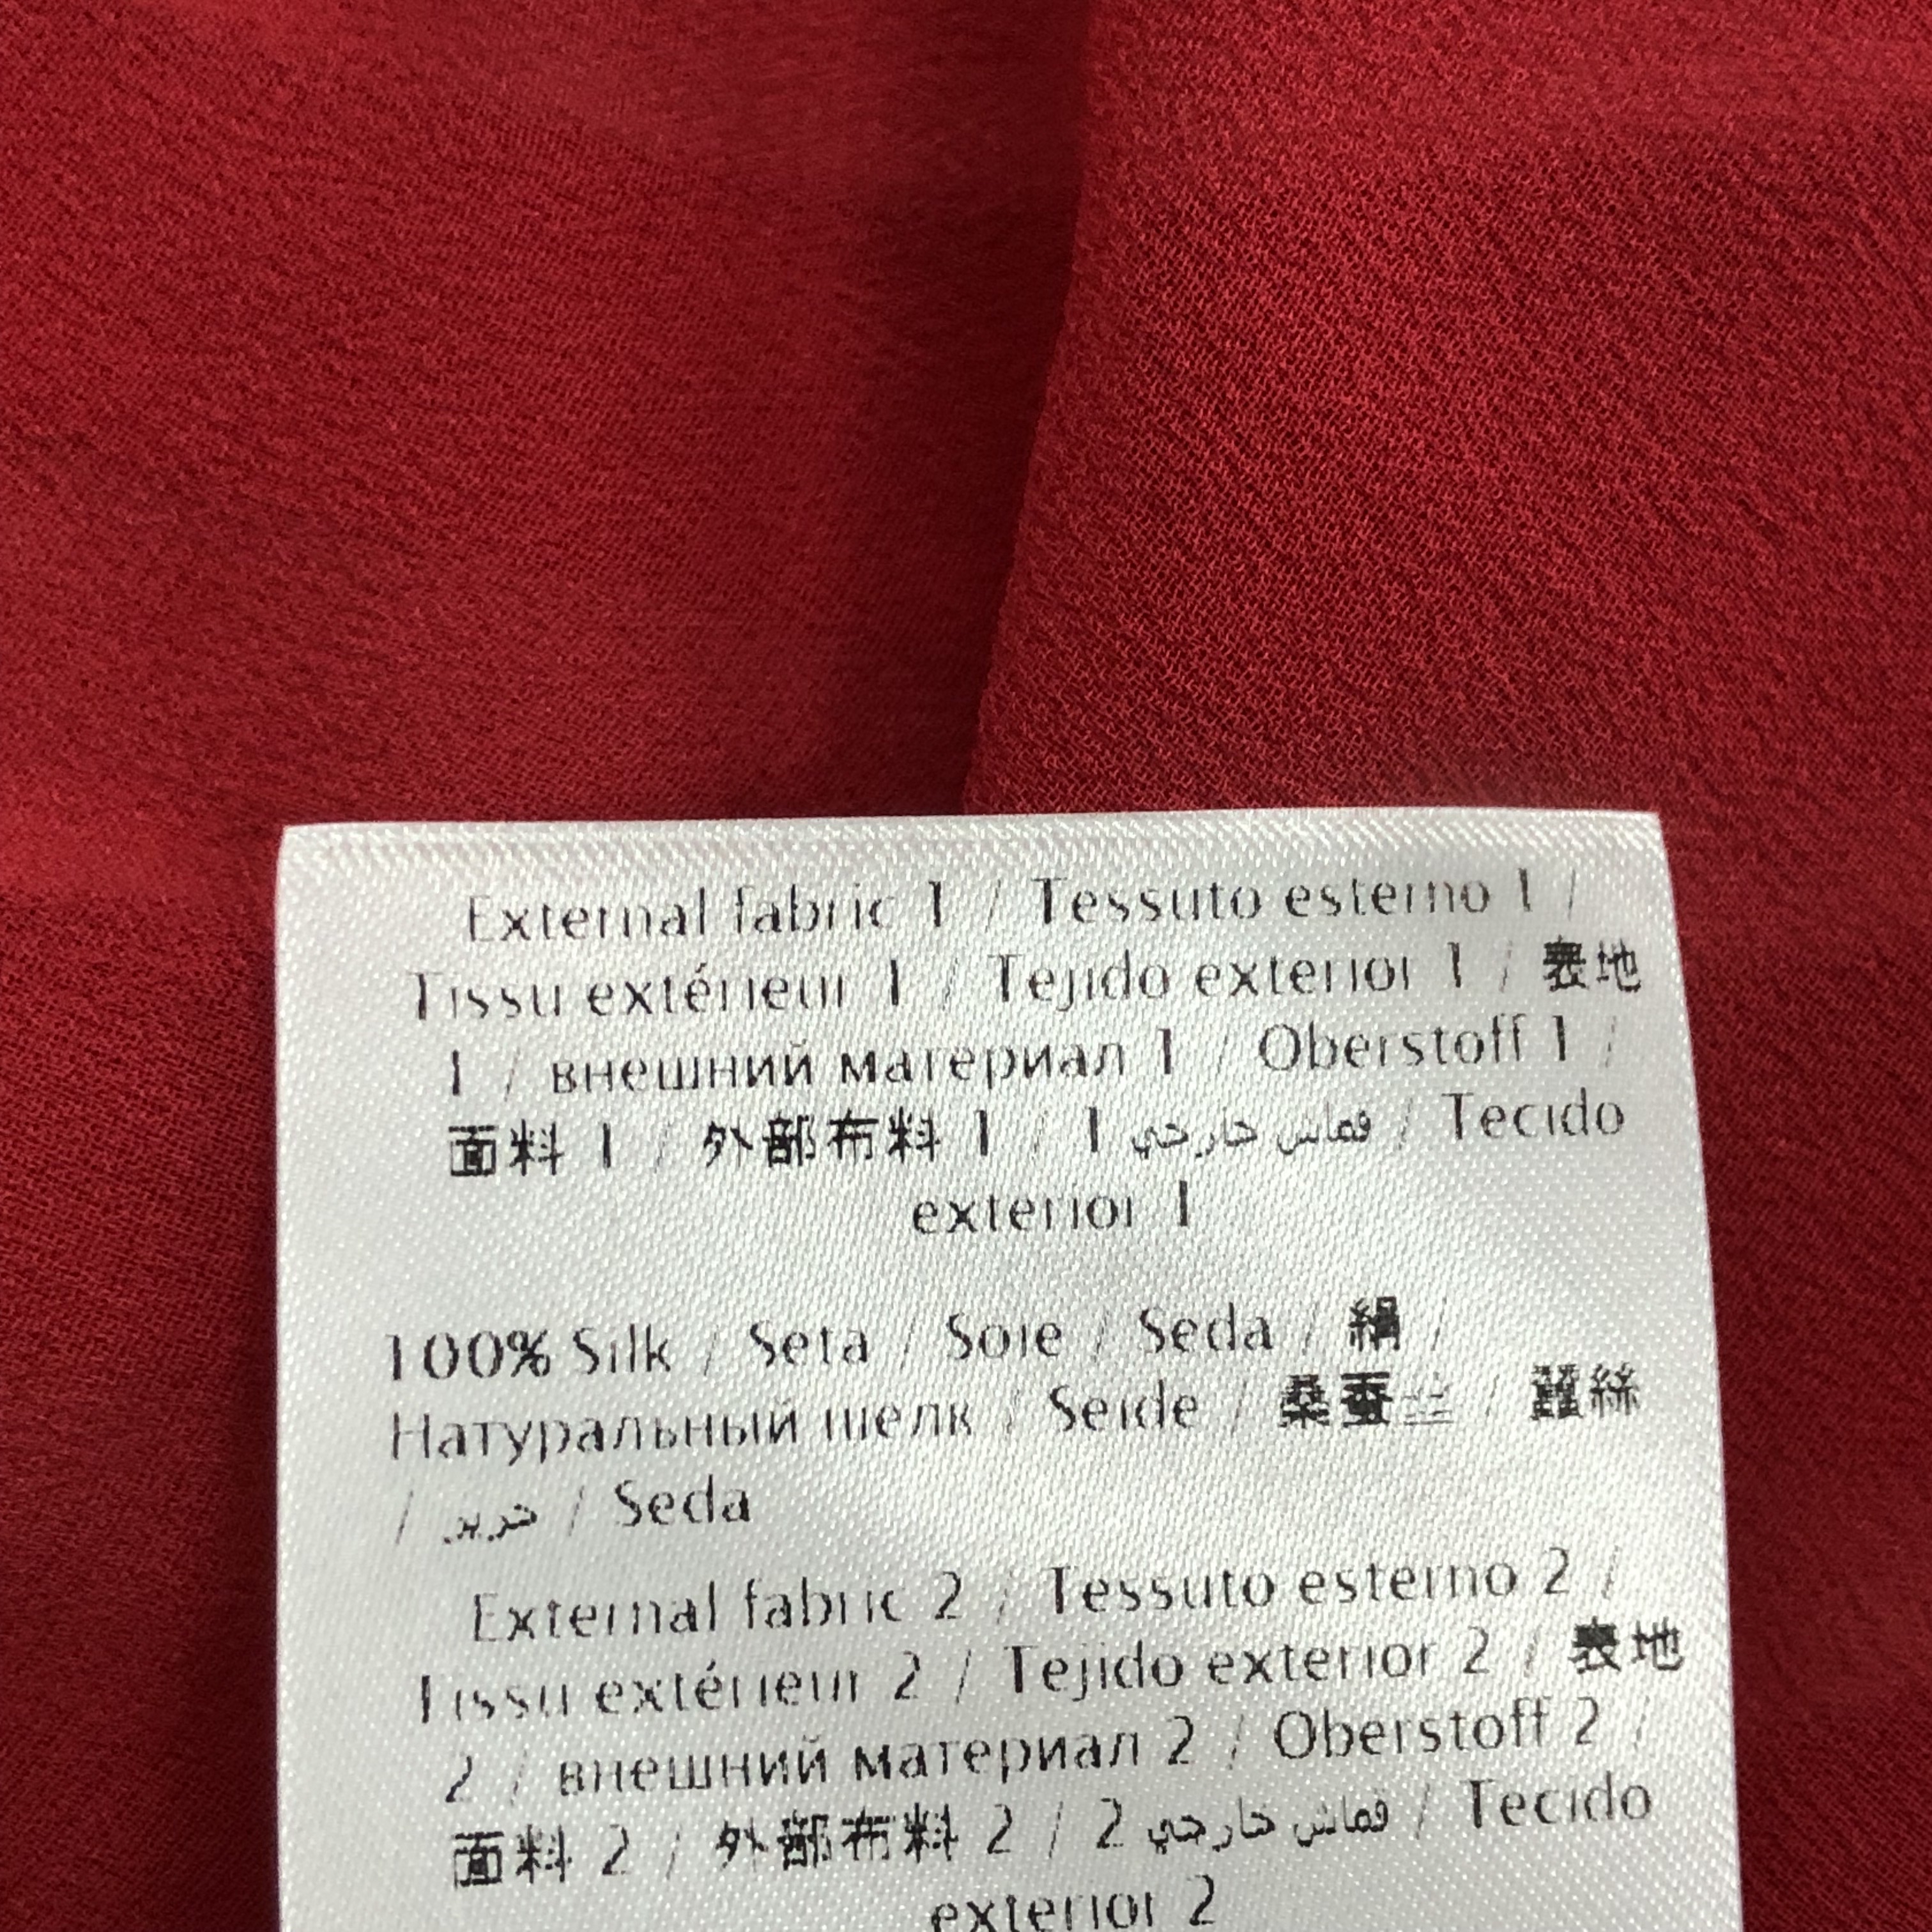 External fabric 1 / Tessuto esterno 1 /
Tissu extérieur 1 / Tejido exterior 1 / 表地
1 / внешний материал 1 / Oberstoff 1 /
面料 1 / 外部布料 1 / 1 قماش خارجي / Tecido
exterior 1
100% Silk / Seta / Soie / Seda / 絹 /
Натуральный шелк / Seide / 桑蚕丝 / 蠶絲
/ حرير / Seda
External fabric 2 / Tessuto esterno 2 /
Tissu extérieur 2 / Tejido exterior 2 / 表地
2 / внешний материал 2 / Oberstoff 2 /
面料 2 / 外部布料 2 / 2 قماش خارجي / Tecido
exterior 2